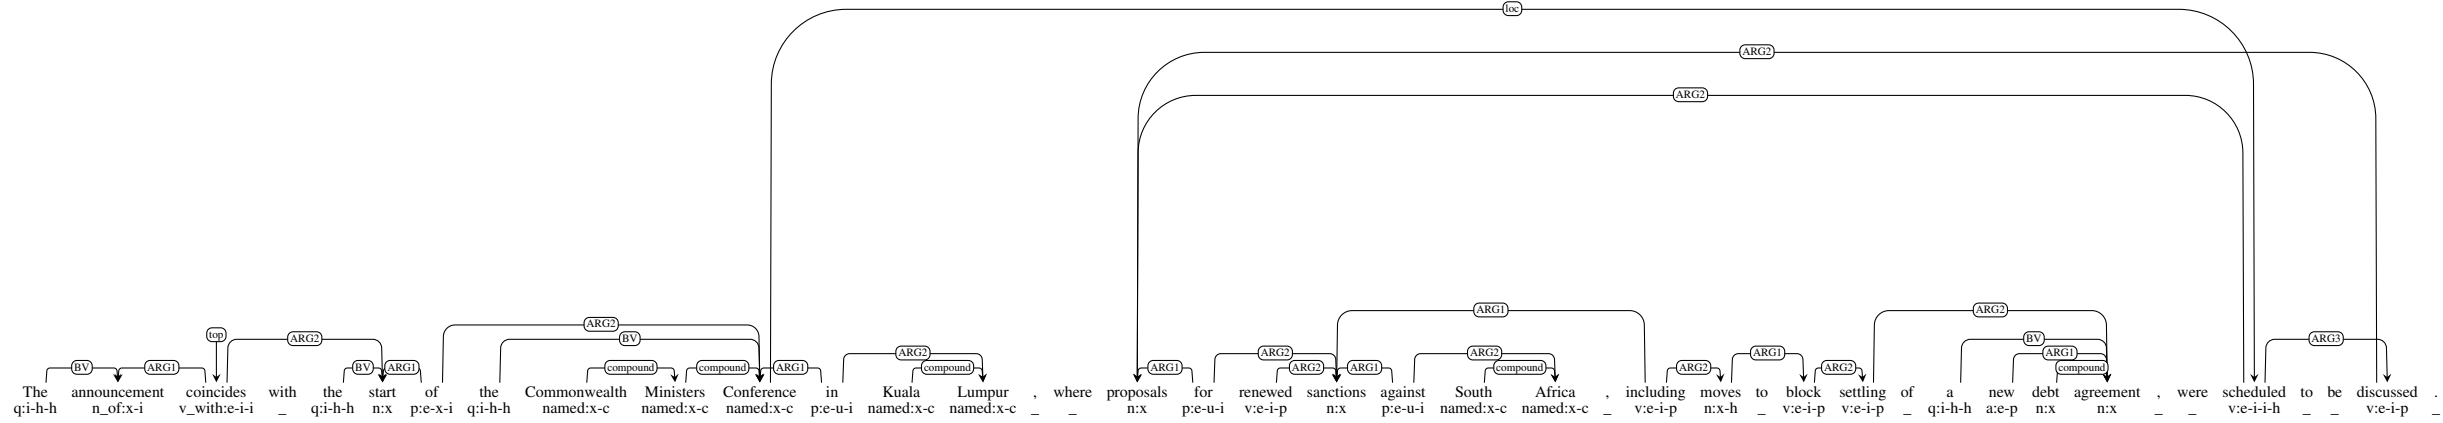 loc
ARG2
ARG2
ARG1 ARG2
ARG2
top ARG2 BV BV ARG3
ARG2 ARG2 ARG2 ARG1 ARG1
BV ARG1 BV ARG1 compound compound ARG1 compound ARG1 ARG2 ARG1 compound ARG2 ARG2 compound
The announcement coincides with the start of the Commonwealth Ministers Conference in Kuala Lumpur , where proposals for renewed sanctions against South Africa , including moves to block settling of a new debt agreement , were scheduled to be discussed .
q:i-h-h n_of:x-i v_with:e-i-i _ q:i-h-h n:x p:e-x-i q:i-h-h named:x-c named:x-c named:x-c p:e-u-i named:x-c named:x-c _ _ n:x p:e-u-i v:e-i-p n:x p:e-u-i named:x-c named:x-c _ v:e-i-p n:x-h _ v:e-i-p v:e-i-p _ q:i-h-h a:e-p n:x n:x _ _ v:e-i-i-h _ _ v:e-i-p _